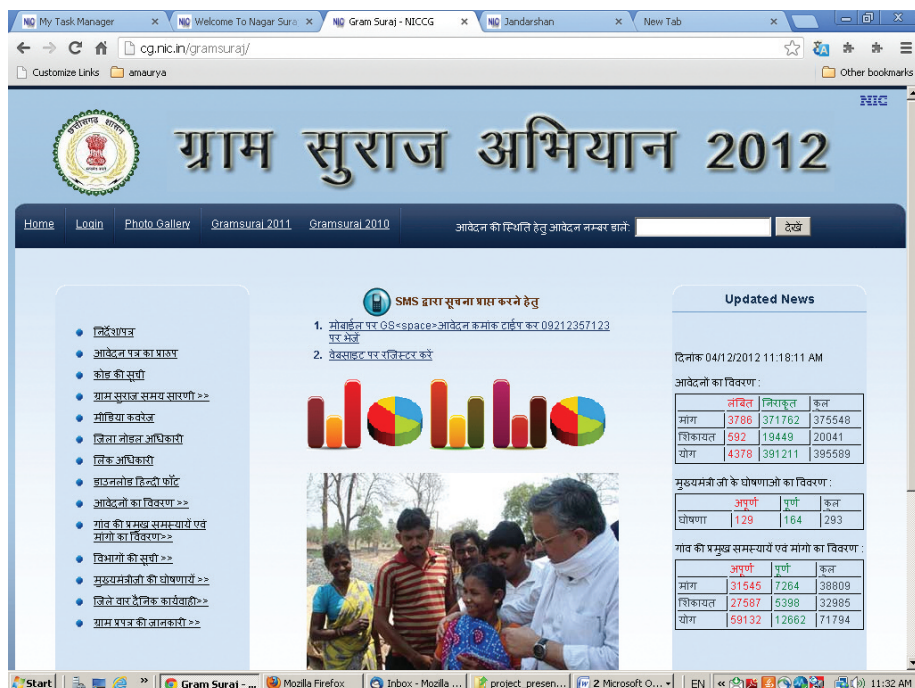 My Task Manager
Welcome To Nagar Sura
Gram Suraj - NICCG
Jandarshan
New Tab
cg.nic.in/gramsuraj/
Customize Links
amaurya
Other bookmarks
NIC
छत्तीसगढ़ शासन
ग्राम सुराज अभियान 2012
Home Login Photo Gallery Gramsuraj 2011 Gramsuraj 2010 आवेदन की स्थिति हेतु आवेदन नम्बर डालें: देखें
निर्देश/पत्र
आवेदन पत्र का प्रारुप
कोड की सूची
ग्राम सुराज समय सारणी >>
मीडिया कवरेज
जिला नोडल अधिकारी
लिंक अधिकारी
डाउनलोड हिन्दी फॉट
आवेदनों का विवरण >>
गांव की प्रमुख समस्यायें एवं
मांगो का विवरण>>
विभागों की सूची >>
मुख्यमंत्रीजी की घोषणायें >>
जिले वार दैनिक कार्यवाही>>
ग्राम प्रपत्र की जानकारी >>
SMS द्वारा सूचना प्राप्त करने हेतु
1. मोबाईल पर GS<space>आवेदन कमांक टाईप कर 09212357123
पर भेजें
2. वेबसाइट पर रजिस्टर करें
Updated News
दिनांक 04/12/2012 11:18:11 AM
आवेदनों का विवरण :
लंबित निराकृत कुल
मांग 3786 371762 375548
शिकायत 592 19449 20041
योग 4378 391211 395589
मुख्यमंत्री जी के घोषणाओ का विवरण :
अपूर्ण पूर्ण कुल
घोषणा 129 164 293
गांव की प्रमुख समस्यायें एवं मांगो का विवरण :
अपूर्ण पूर्ण कुल
मांग 31545 7264 38809
शिकायत 27587 5398 32985
योग 59132 12662 71794
Start
Gram Suraj - ...
Mozilla Firefox
Inbox - Mozilla ...
project_presen...
2 Microsoft O...
EN
11:32 AM